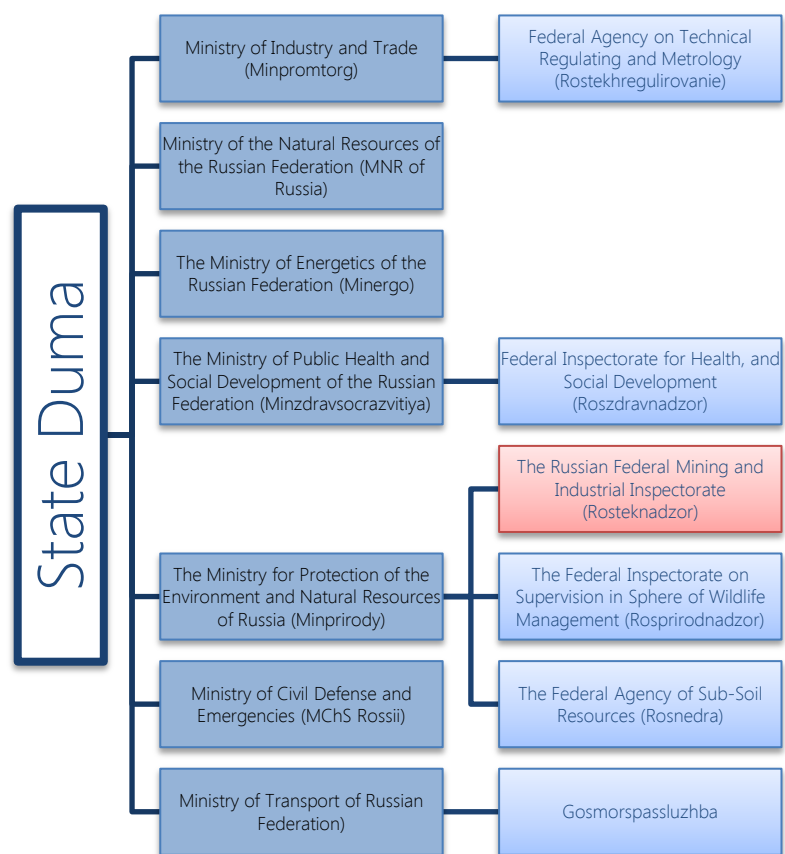 State Duma
Ministry of Industry and Trade
(Minpromtorg)
Federal Agency on Technical
Regulating and Metrology
(Rostekhregulirovanie)
Ministry of the Natural Resources of
the Russian Federation (MNR of
Russia)
The Ministry of Energetics of the
Russian Federation (Minergo)
The Ministry of Public Health and
Social Development of the Russian
Federation (Minzdravsocrazvitiya)
Federal Inspectorate for Health, and
Social Development
(Roszdravnadzor)
The Ministry for Protection of the
Environment and Natural Resources
of Russia (Minprirody)
The Russian Federal Mining and
Industrial Inspectorate
(Rosteknadzor)
The Federal Inspectorate on
Supervision in Sphere of Wildlife
Management (Rosprirodnadzor)
The Federal Agency of Sub-Soil
Resources (Rosnedra)
Ministry of Civil Defense and
Emergencies (MChS Rossii)
Ministry of Transport of Russian
Federation)
Gosmorspassluzhba